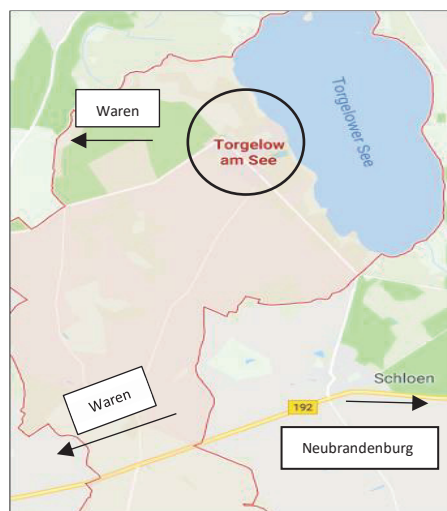 Waren
Torgelow
am See
Torgelower See
Schloen
Waren
192
Neubrandenburg